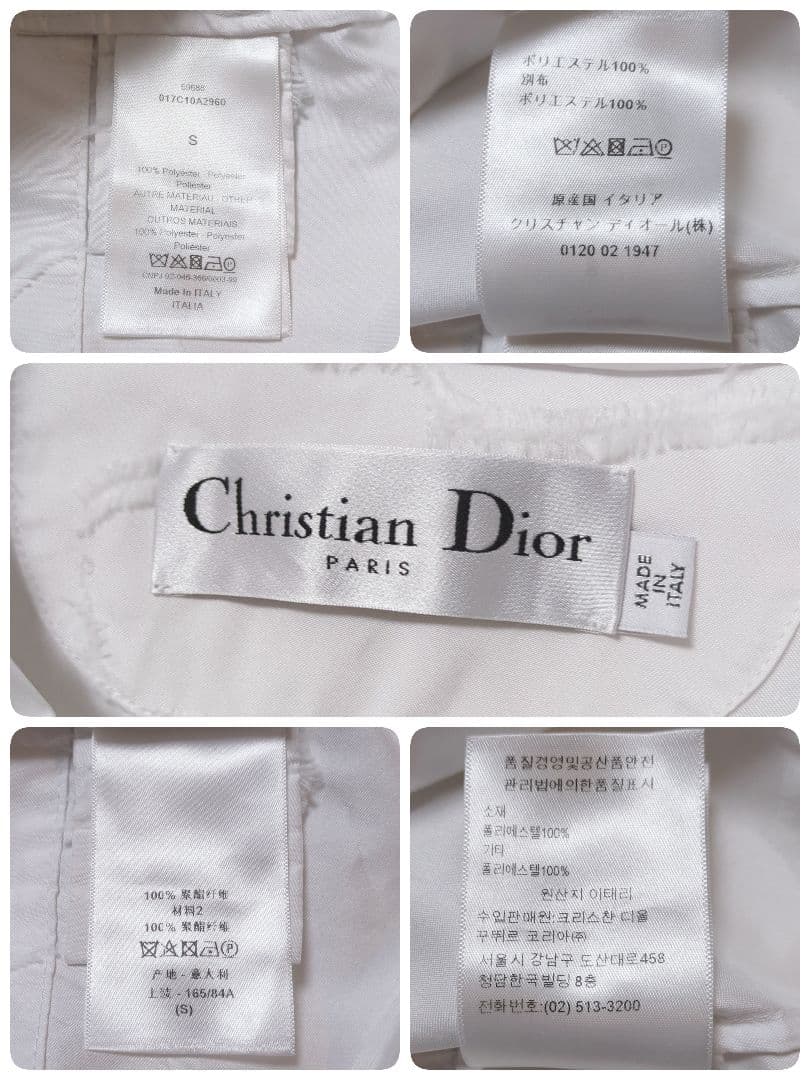 59688
017C10A2960
S
100% Polyester - Polyester
Poliester
AUTRE MATERIAU - OTHER
MATERIAL
OUTROS MATERIAIS
100% Polyester - Polyester
Poliéster
Made in ITALY
ITALIA
ポリエステル100%
別布
ポリエステル100%
P
原産国 イタリア
クリスチャン ディオール(株)
0120 02 1947
Christian Dior
PARIS
MADE
IN
ITALY
100% 聚酯纤维
材料2
100% 聚酯纤维
P
产地 - 意大利
上装 - 165/84A
(S)
품질경영및공산품안전
관리법에의한품질표시
소재
폴리에스텔100%
기타
폴리에스텔100%
원산지 이태리
수입판매원:크리스챤 디올
꾸뛰르 코리아㈜
서울시 강남구 도산대로458
청담한국빌딩 8층
전화번호:(02) 513-3200